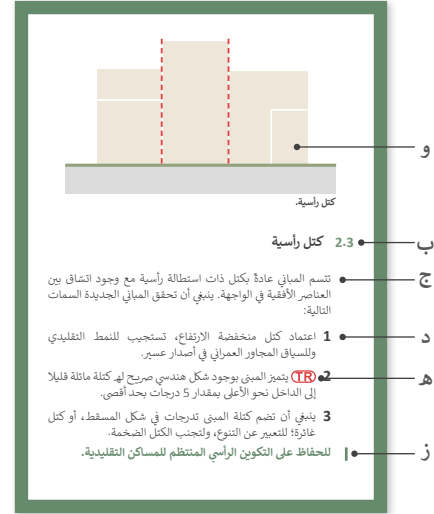 و
كتل رأسية.
ب
2.3 كتل رأسية
ج
تتسم المباني عادةً بكتل ذات استطالة رأسية مع وجود اتشاق بين
العناصر الأفقية في الواجهة. ينبغي أن تحقق المباني الجديدة السمات
التالية:
د
1 اعتماد كتل منخفضة الارتفاع، تستجيب للنمط التقليدي
وللسياق المجاور العمراني في أصدار عسير.
ه
2 TR يتميز المبنى بوجود شكل هندسي صريح لهـ كتلة مائلة قليلا
إلى الداخل نحو الأعلى بمقدار 5 درجات بحد أقصى.
3 ينبغي أن تضم كتلة المبنى تدرجات في شكل المسقط، أو كتل
غائرة؛ للتعبير عن التنوع، ولتجنب الكتل الضخمة.
ز
للحفاظ على التكوين الرأسي المنتظم للمساكن التقليدية.